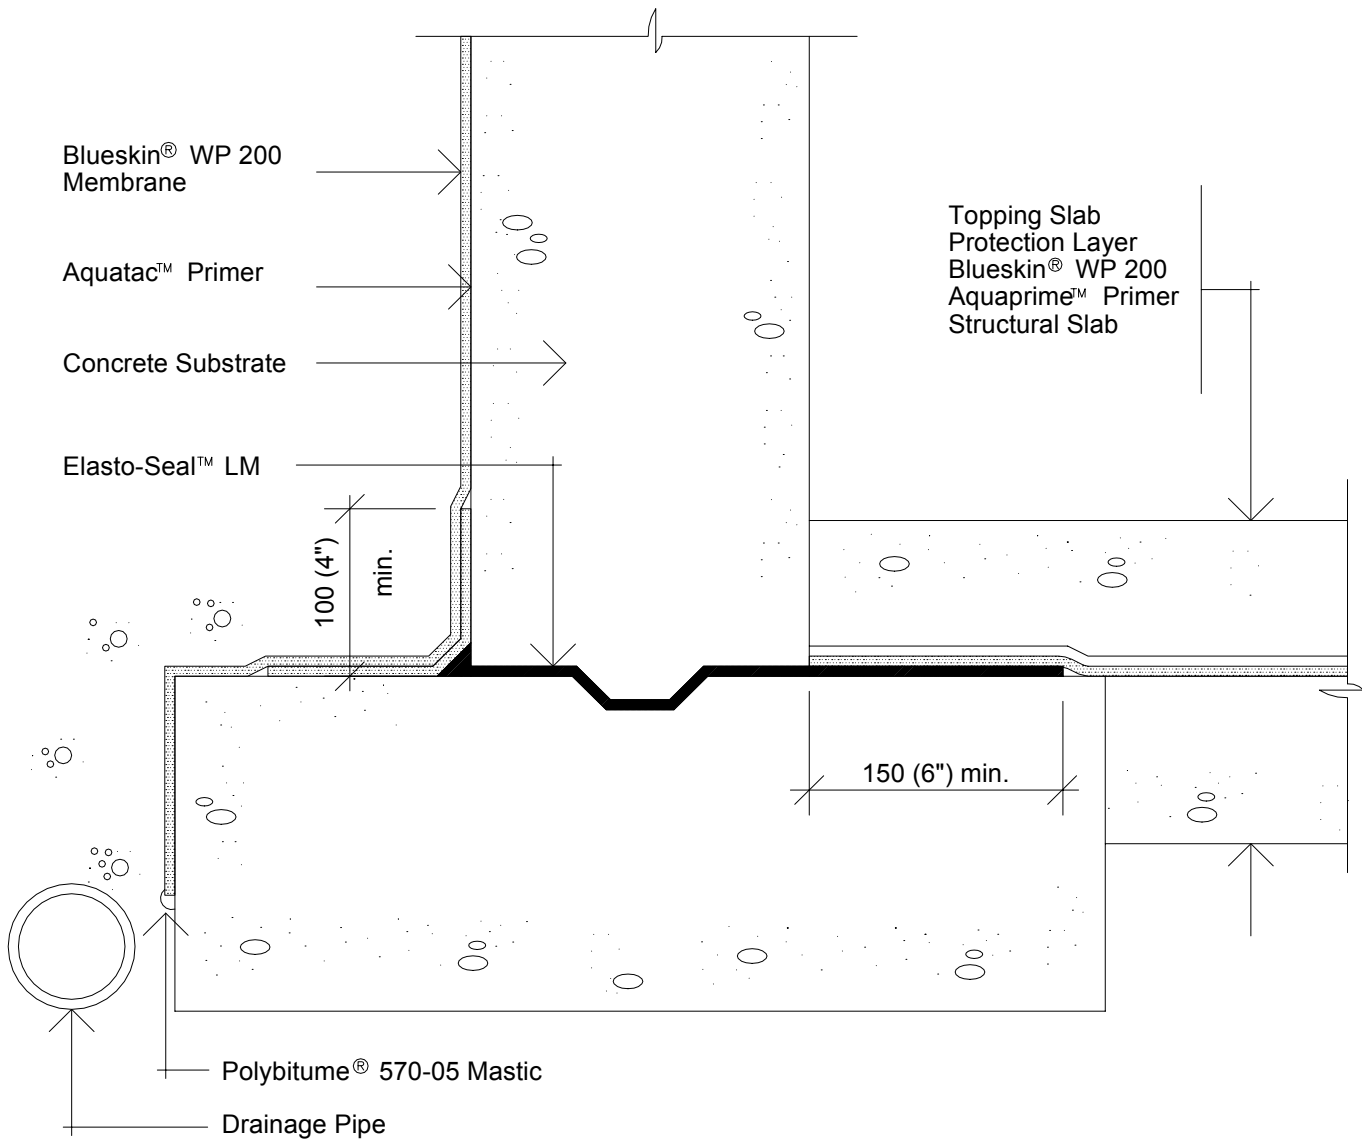 Blueskin® WP 200
Membrane
Aquatac™ Primer
Concrete Substrate
Elasto-Seal™ LM
100 (4")
min.
Topping Slab
Protection Layer
Blueskin® WP 200
Aquaprime™ Primer
Structural Slab
150 (6") min.
Polybitume® 570-05 Mastic
Drainage Pipe